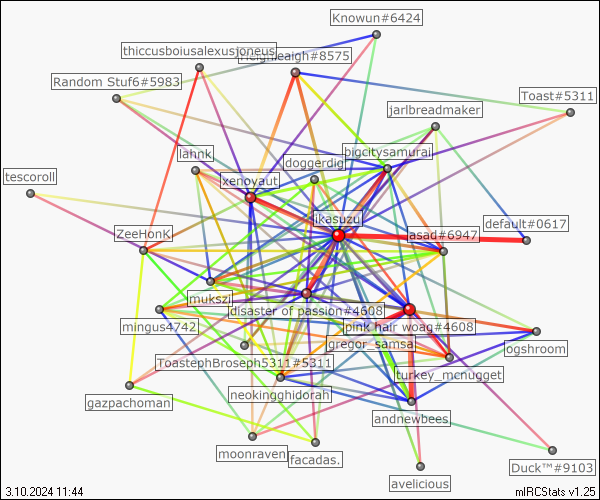 Knowun#6424
thiccusboiusalexusjoneus
Heighleaigh#8575
Random Stuf6#5983
Toast#5311
jarlbreadmaker
lahnk
bigcitysamurai
doggerdig
tescoroll
xenoyaut
ikasuzu
default#0617
ZeeHonK
asad#6947
mukszi
disaster of passion#4608
mingus4742
pink hair woag#4608
gregor_samsa
ogshroom
ToastephBroseph5311#5311
turkey_mcnugget
neokingghidorah
gazpachoman
andnewbees
moonraven
facadas.
Duck™#9103
avelicious
3.10.2024 11:44
mIRCStats v1.25